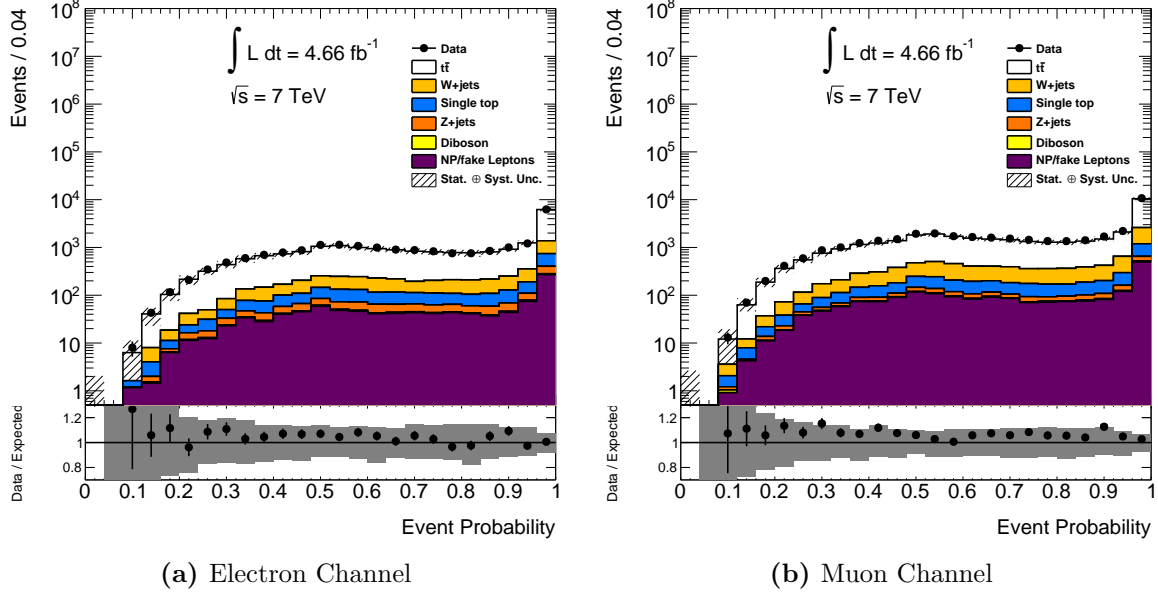 Events / 0.04
10^8
10^7
10^6
10^5
10^4
10^3
10^2
10
1
∫ L dt = 4.66 fb^-1
√s = 7 TeV
Data
tt̄
W+jets
Single top
Z+jets
Diboson
NP/fake Leptons
Stat. ⊕ Syst. Unc.
Data / Expected
1.2
1
0.8
0 0.1 0.2 0.3 0.4 0.5 0.6 0.7 0.8 0.9 1
Event Probability
(a) Electron Channel
Events / 0.04
10^8
10^7
10^6
10^5
10^4
10^3
10^2
10
1
∫ L dt = 4.66 fb^-1
√s = 7 TeV
Data
tt̄
W+jets
Single top
Z+jets
Diboson
NP/fake Leptons
Stat. ⊕ Syst. Unc.
Data / Expected
1.2
1
0.8
0 0.1 0.2 0.3 0.4 0.5 0.6 0.7 0.8 0.9 1
Event Probability
(b) Muon Channel